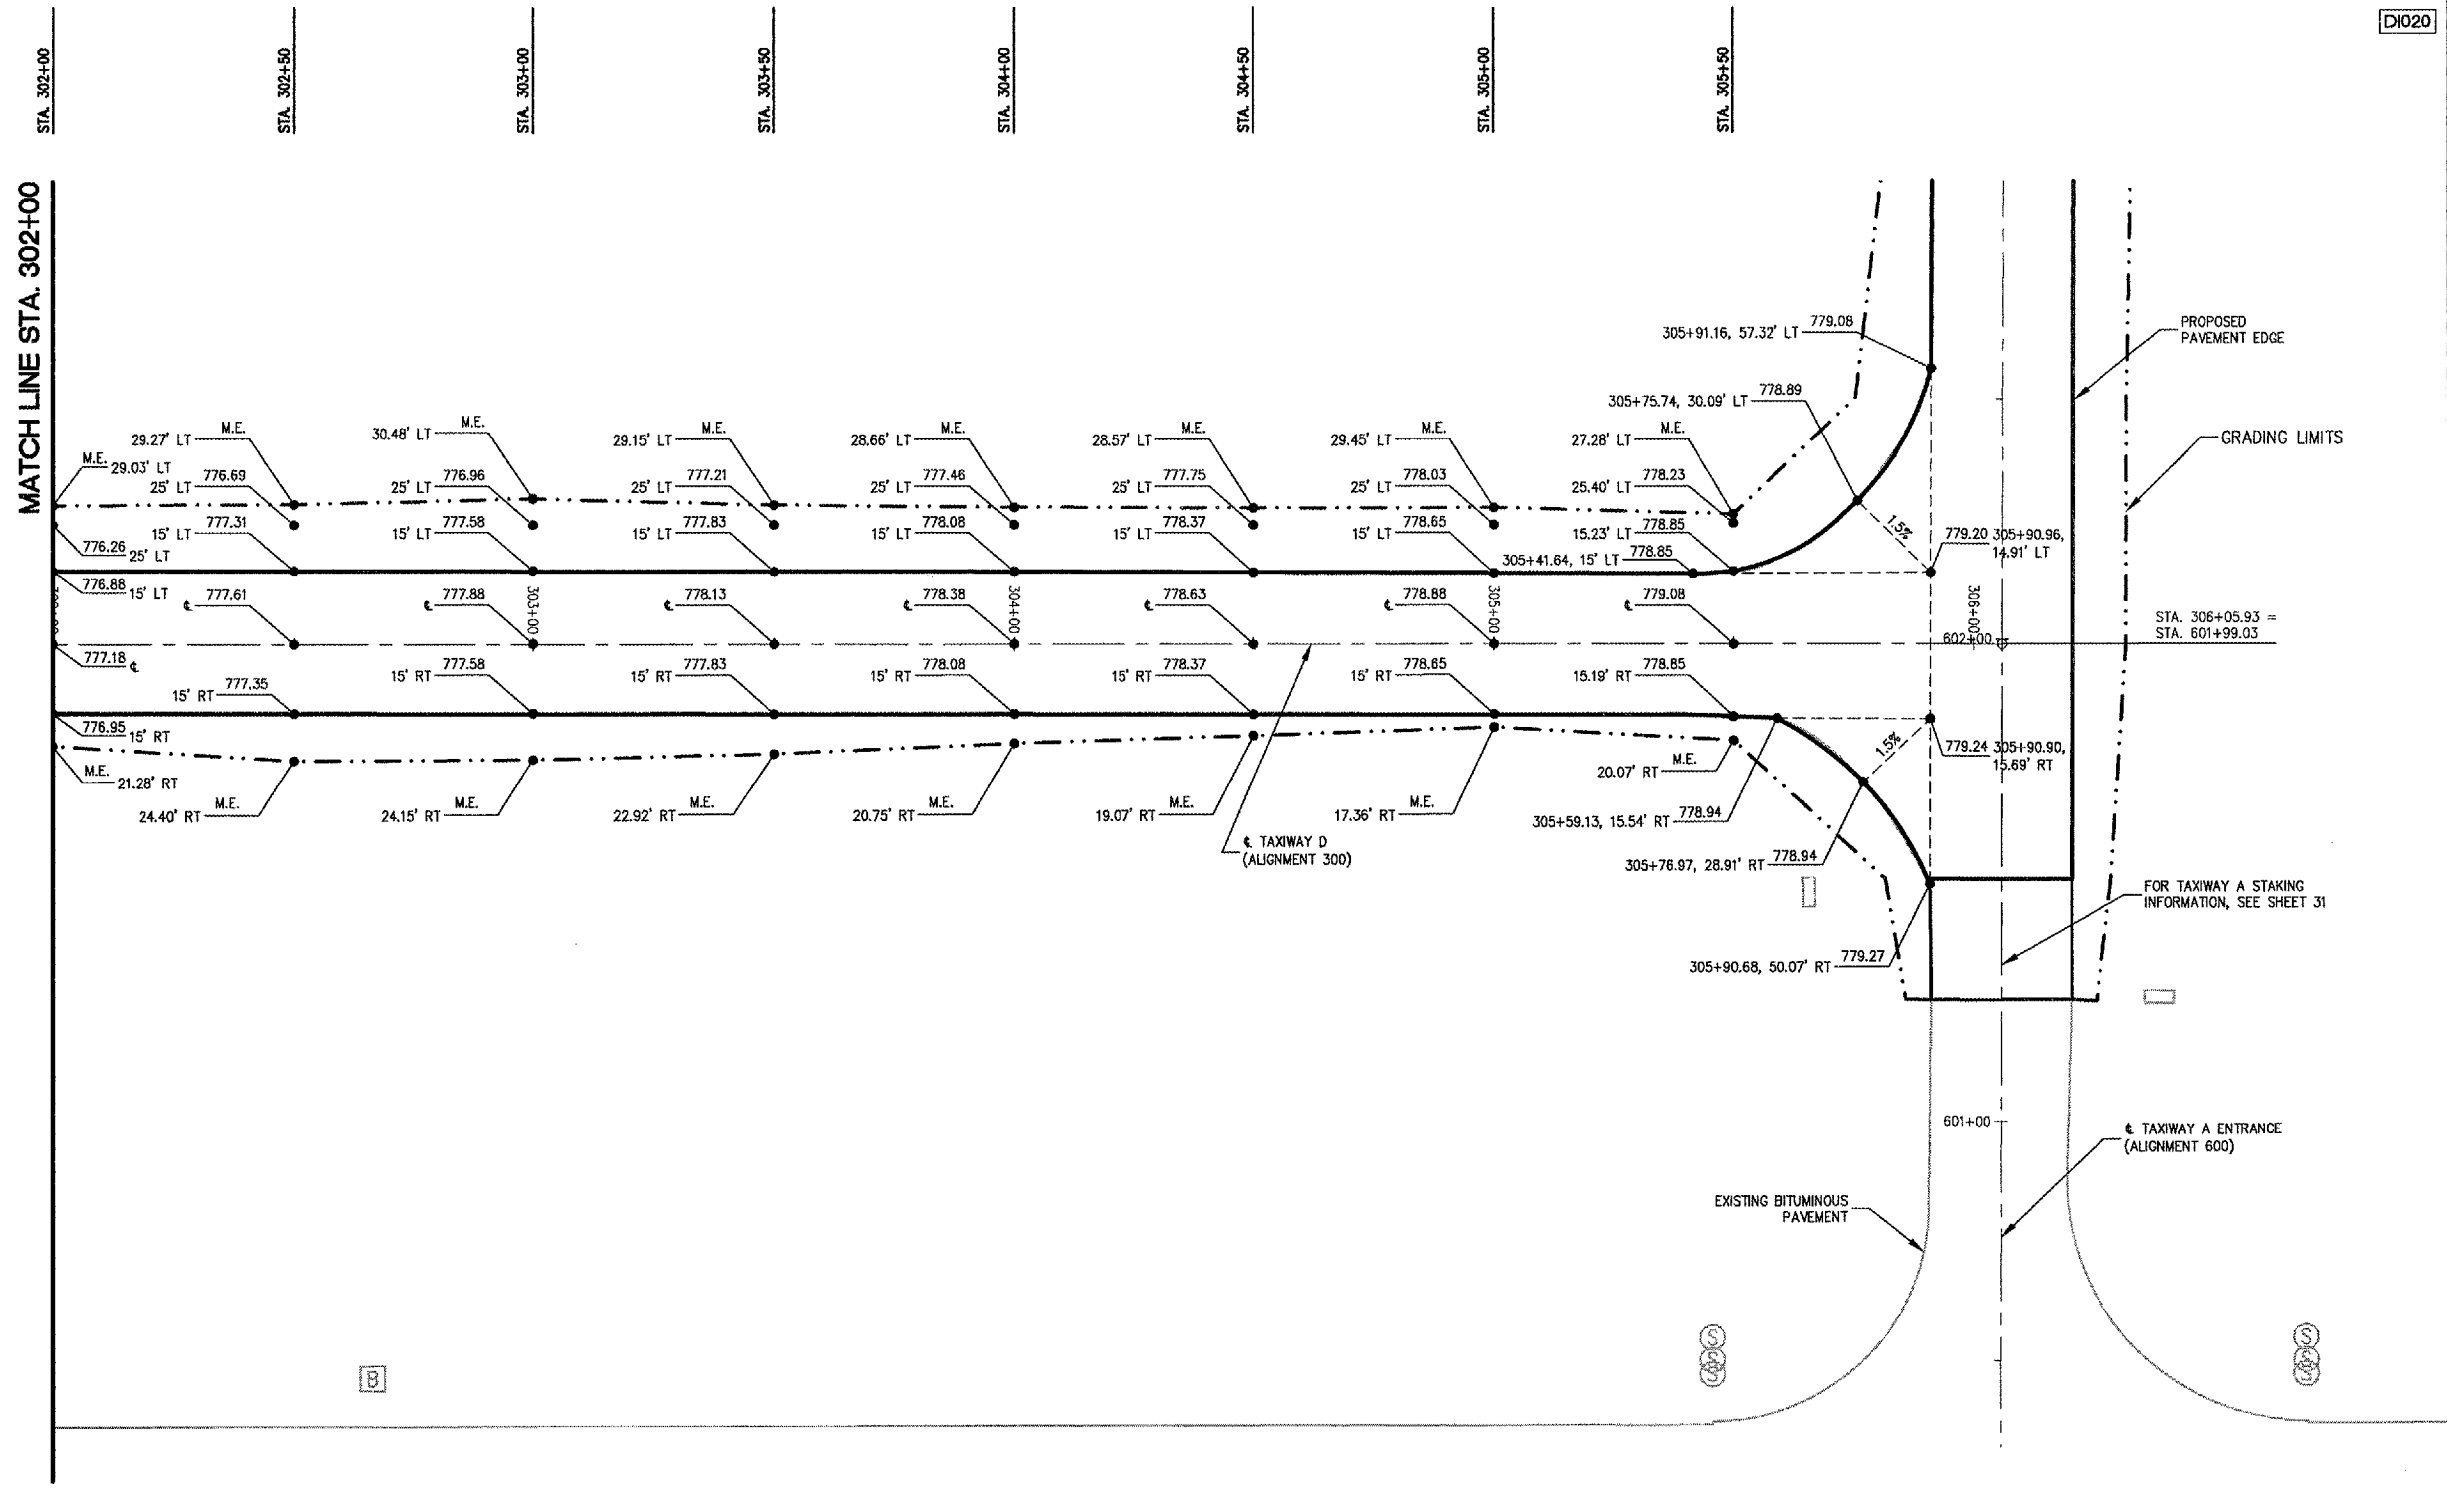 DI020
STA. 302+00
STA. 302+50
STA. 303+00
STA. 303+50
STA. 304+00
STA. 304+50
STA. 305+00
STA. 305+50
MATCH LINE STA. 302+00
305+91.16, 57.32' LT 779.08
PROPOSED
PAVEMENT EDGE
305+75.74, 30.09' LT 778.89
GRADING LIMITS
M.E.
29.03' LT
29.27' LT M.E.
30.48' LT M.E.
29.15' LT M.E.
28.66' LT M.E.
28.57' LT M.E.
29.45' LT M.E.
27.28' LT M.E.
25' LT 776.69
25' LT 776.96
25' LT 777.21
25' LT 777.46
25' LT 777.75
25' LT 778.03
25.40' LT 778.23
776.26 25' LT
15' LT 777.31
15' LT 777.58
15' LT 777.83
15' LT 778.08
15' LT 778.37
15' LT 778.65
15.23' LT 778.85
305+41.64, 15' LT 778.85
1.5%
779.20 305+90.96,
14.91' LT
776.88 15' LT
℄ 777.61
℄ 777.88
℄ 778.13
℄ 778.38
℄ 778.63
℄ 778.88
℄ 779.08
303+00
304+00
305+00
306+00
602+00
STA. 306+05.93 =
STA. 601+99.03
777.18 ℄
15' RT 777.35
15' RT 777.58
15' RT 777.83
15' RT 778.08
15' RT 778.37
15' RT 778.65
15.19' RT 778.85
776.95 15' RT
1.5%
779.24 305+90.90,
15.69' RT
M.E.
21.28' RT
24.40' RT M.E.
24.15' RT M.E.
22.92' RT M.E.
20.75' RT M.E.
19.07' RT M.E.
17.36' RT M.E.
20.07' RT M.E.
305+59.13, 15.54' RT 778.94
℄ TAXIWAY D
(ALIGNMENT 300)
305+76.97, 28.91' RT 778.94
FOR TAXIWAY A STAKING
INFORMATION, SEE SHEET 31
305+90.68, 50.07' RT 779.27
601+00
℄ TAXIWAY A ENTRANCE
(ALIGNMENT 600)
EXISTING BITUMINOUS
PAVEMENT
B
S
S
S
S